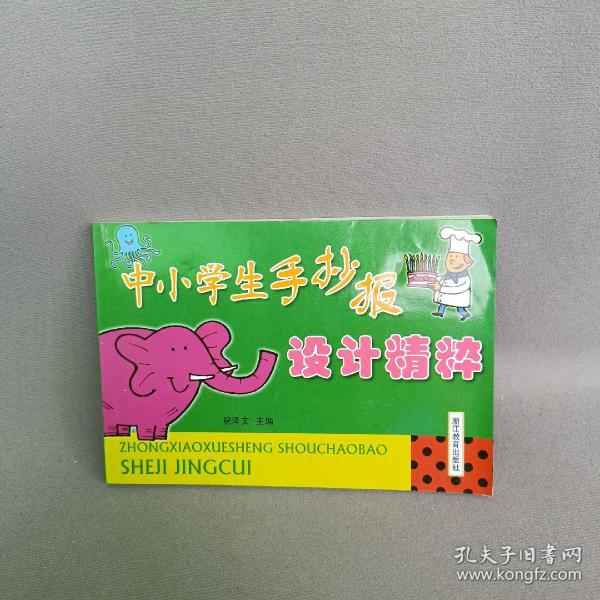 中小学生手抄报
设计精粹
祝泽文 主编
ZHONGXIAOXUESHENG SHOUCHAOBAO
SHEJI JINGCUI
浙江教育出版社
孔夫子旧书网
www.kongfz.com